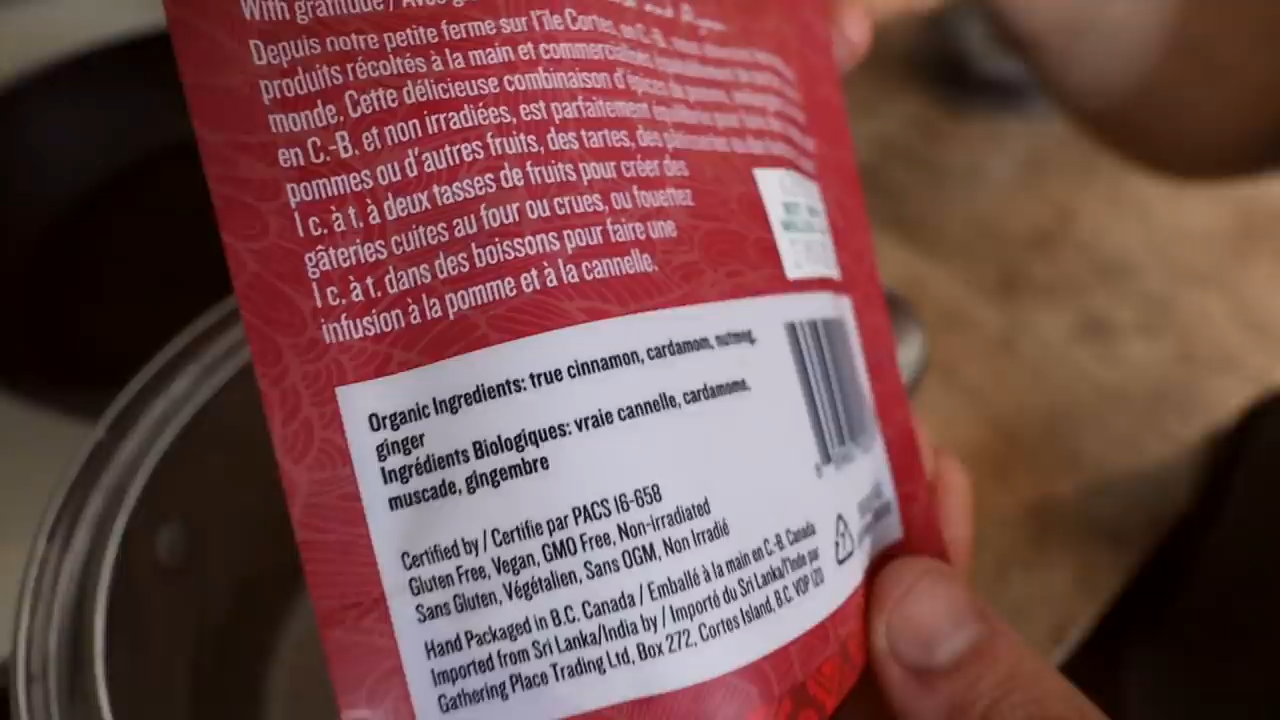 With gratitude /
Depuis notre petite ferme sur l'île Cortes, en C.-B.
produits récoltés à la main et
monde. Cette délicieuse combinaison d'épices
en C.-B. et non irradiées, est parfaitement
pommes ou d'autres fruits, des tartes, des
1 c. à t. à deux tasses de fruits pour créer des
gâteries cuites au four ou crues, ou fouettez
1 c. à t. dans des boissons pour faire une
infusion à la pomme et à la cannelle.
Organic Ingredients: true cinnamon, cardamom, nutmeg,
ginger
Ingrédients Biologiques: vraie cannelle, cardamome,
muscade, gingembre
Certified by / Certifie par PACS 16-658
Gluten Free, Vegan, GMO Free, Non-irradiated
Sans Gluten, Végétalien, Sans OGM, Non Irradié
Hand Packaged in B.C. Canada / Emballé à la main en C.-B. Canada
Imported from Sri Lanka/India by / Importé du Sri Lanka/l'Inde par
Gathering Place Trading Ltd, Box 272, Cortes Island, B.C. V0P 1Z0